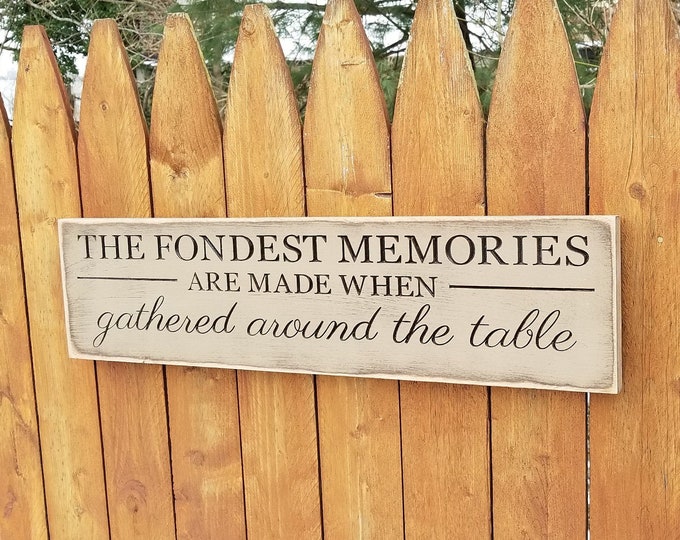 THE FONDEST MEMORIES
ARE MADE WHEN
gathered around the table